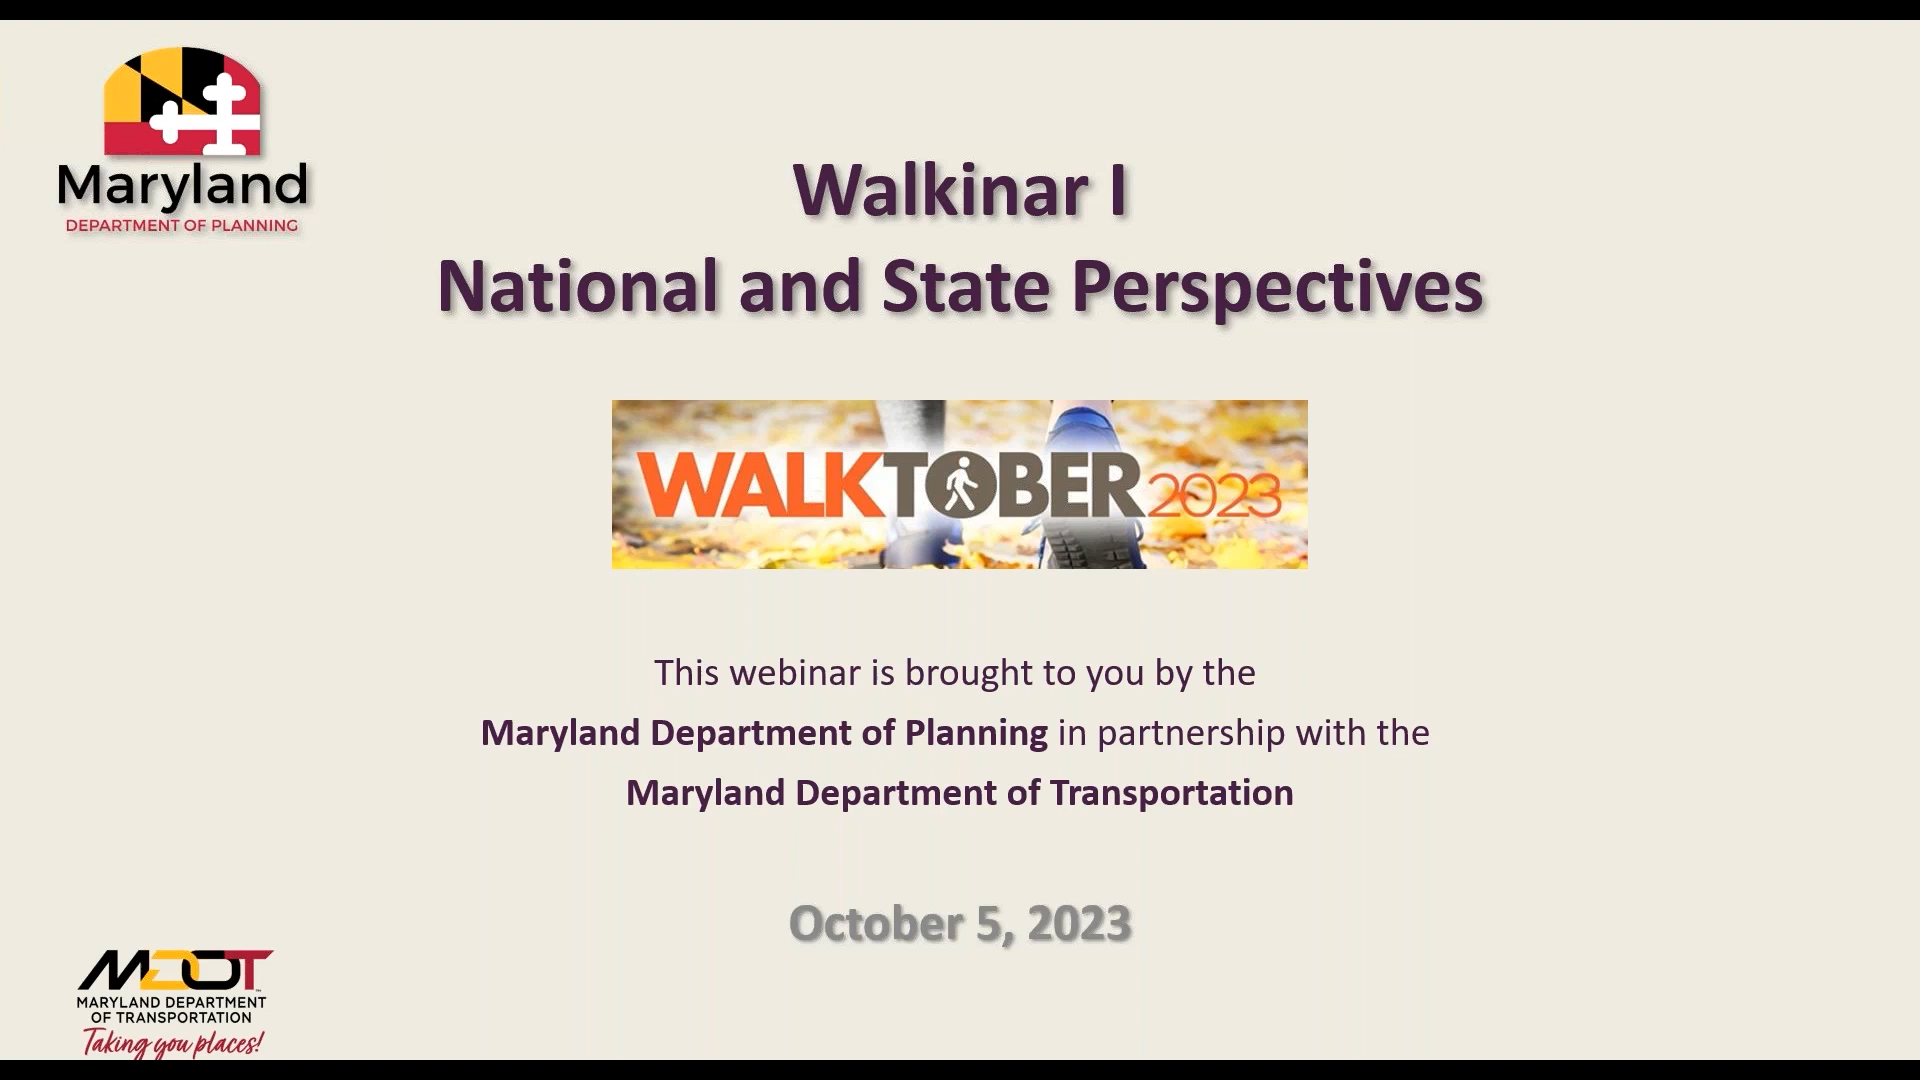 Maryland
DEPARTMENT OF PLANNING
Walkinar I
National and State Perspectives
WALKTOBER 2023
This webinar is brought to you by the
Maryland Department of Planning in partnership with the
Maryland Department of Transportation
October 5, 2023
MDOT
MARYLAND DEPARTMENT
OF TRANSPORTATION
Taking you places!